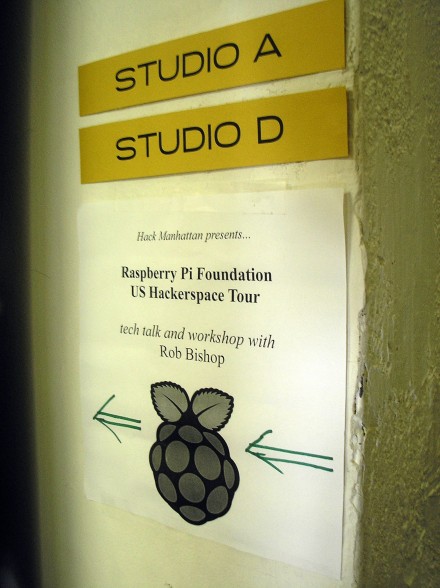 STUDIO A
STUDIO D
Hack Manhattan presents...
Raspberry Pi Foundation
US Hackerspace Tour
tech talk and workshop with
Rob Bishop